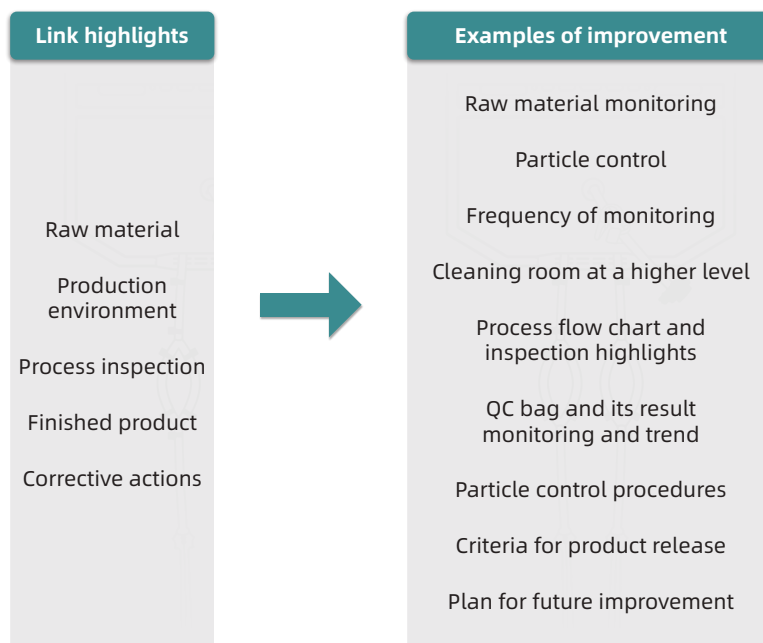 Link highlights
Raw material
Production
environment
Process inspection
Finished product
Corrective actions
Examples of improvement
Raw material monitoring
Particle control
Frequency of monitoring
Cleaning room at a higher level
Process flow chart and
inspection highlights
QC bag and its result
monitoring and trend
Particle control procedures
Criteria for product release
Plan for future improvement